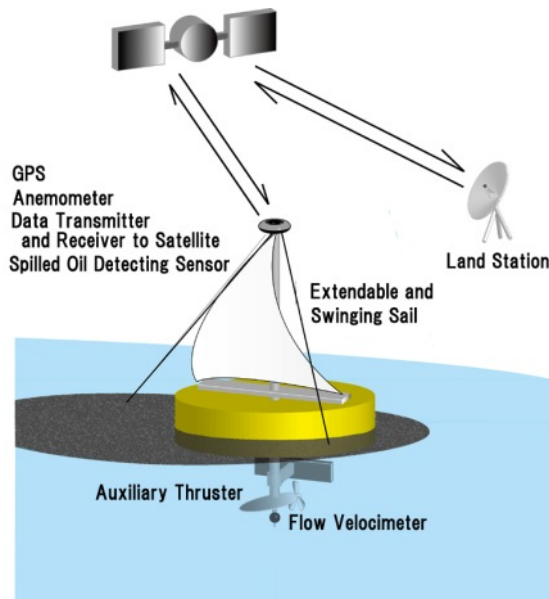 GPS
Anemometer
Data Transmitter
and Receiver to Satellite
Spilled Oil Detecting Sensor
Land Station
Extendable and
Swinging Sail
Auxiliary Thruster
Flow Velocimeter